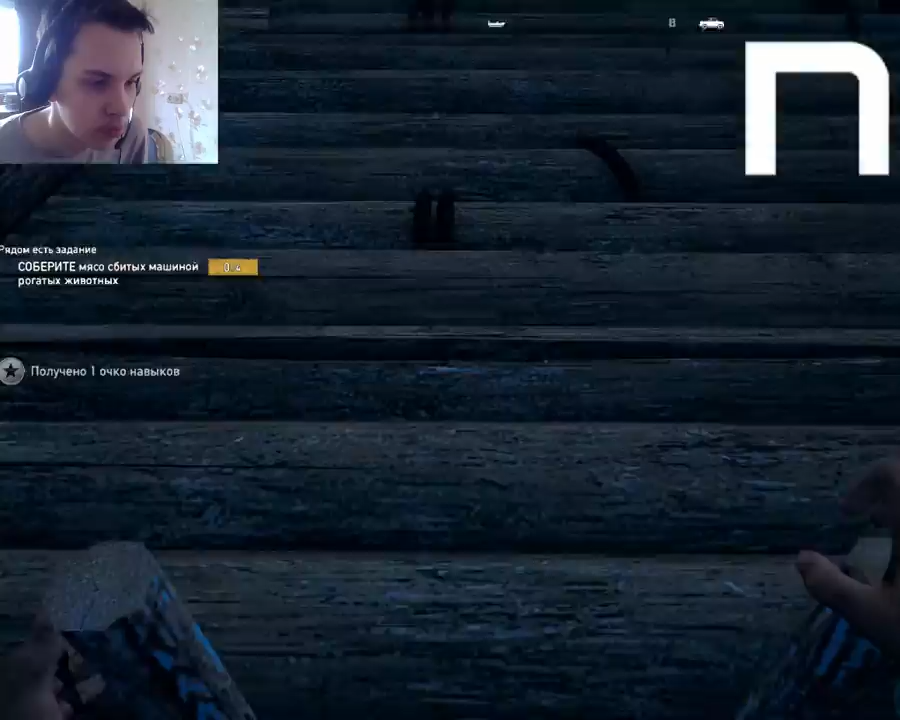 В
П
Рядом есть задание
СОБЕРИТЕ мясо сбитых машиной 0/4
рогатых животных
Получено 1 очко навыков